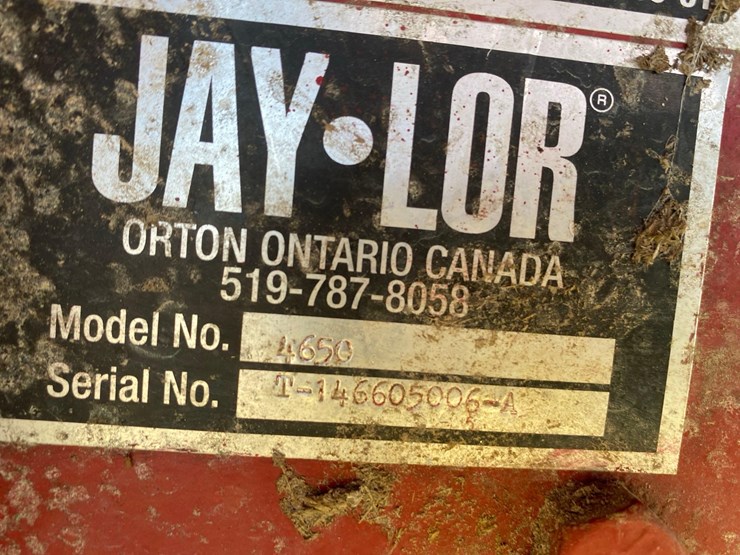 JAY•LOR®
ORTON ONTARIO CANADA
519-787-8058
Model No. 4650
Serial No. T-146605006-A